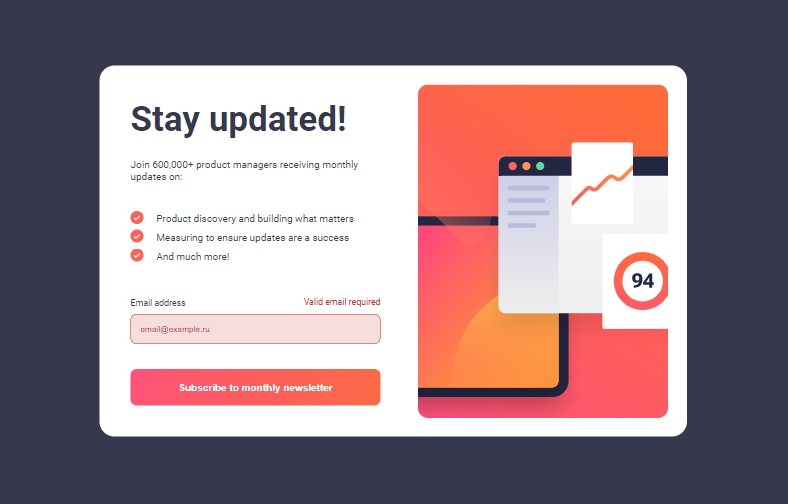 Stay updated!
Join 600,000+ product managers receiving monthly
updates on:
Product discovery and building what matters
Measuring to ensure updates are a success
And much more!
Email address
Valid email required
email@example.ru
Subscribe to monthly newsletter
94